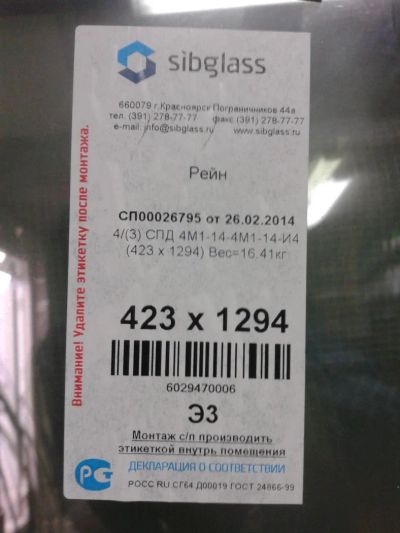 sibglass
660079 г.Красноярск Пограничников 44а
тел. (391) 278-77-77 факс (391) 278-77-77
e-mail: info@sibglass.ru www.sibglass.ru
Внимание! Удалите этикетку после монтажа.
Рейн
СП00026795 от 26.02.2014
4/(3) СПД 4М1-14-4М1-14-И4
(423 x 1294) Вес=16.41кг
423 x 1294
6029470006
Э3
Монтаж с/п производить
этикеткой внутрь помещения
РСТ ДЕКЛАРАЦИЯ О СООТВЕТСТВИИ
РОСС RU СГ64 Д00019 ГОСТ 24866-99